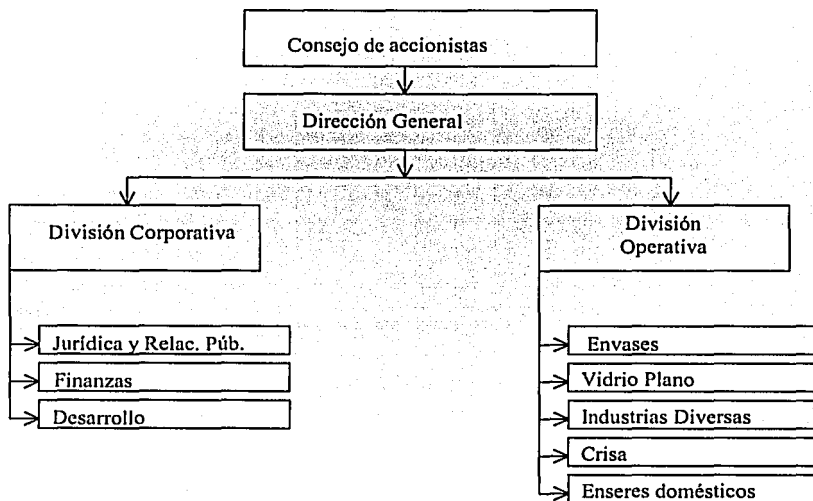 Consejo de accionistas
Dirección General
División Corporativa
Jurídica y Relac. Púb.
Finanzas
Desarrollo
División
Operativa
Envases
Vidrio Plano
Industrias Diversas
Crisa
Enseres domésticos